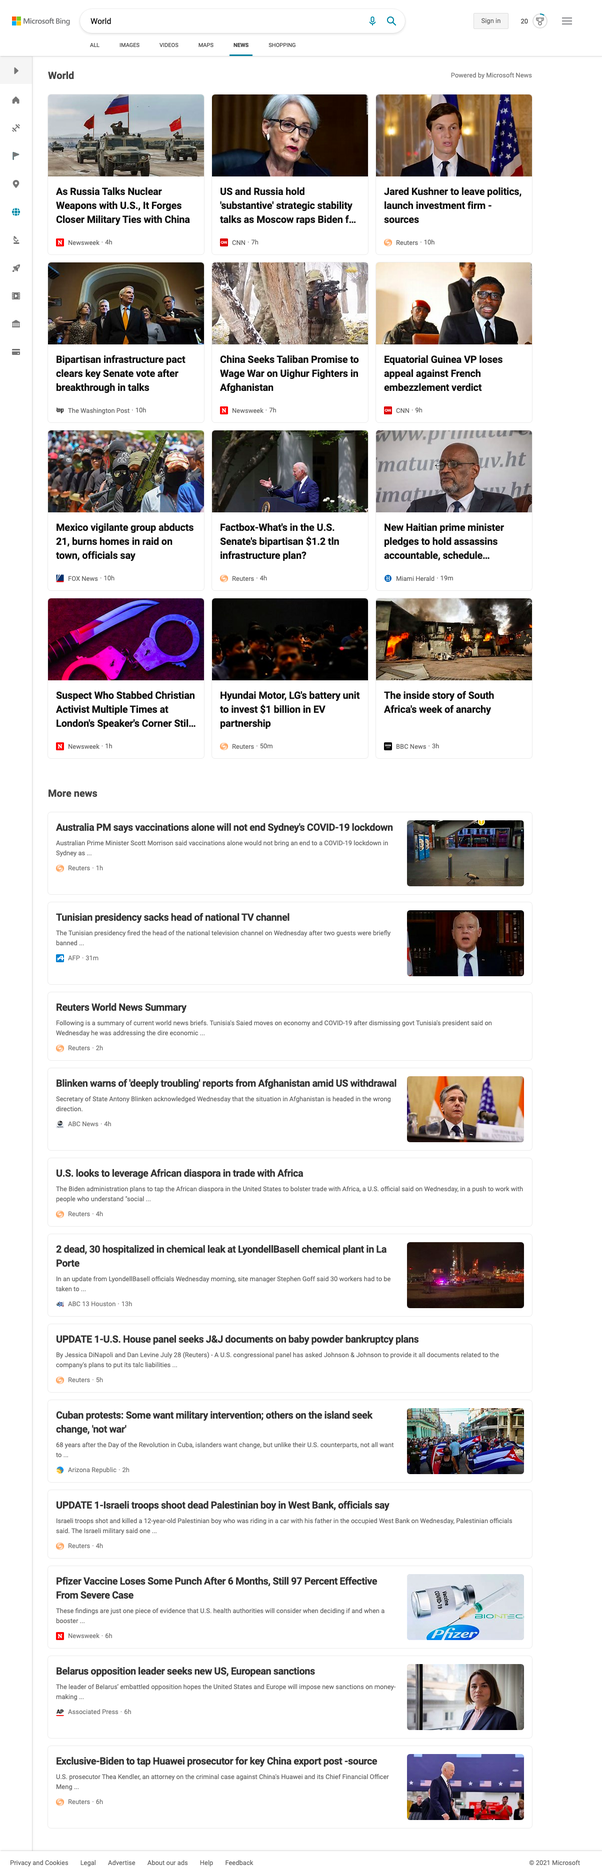 Microsoft Bing
World
Sign in
20
ALL
IMAGES
VIDEOS
MAPS
NEWS
SHOPPING
World
Powered by Microsoft News
As Russia Talks Nuclear
Weapons with U.S., It Forges
Closer Military Ties with China
Newsweek · 4h
US and Russia hold
'substantive' strategic stability
talks as Moscow raps Biden f...
CNN · 7h
Jared Kushner to leave politics,
launch investment firm -
sources
Reuters · 10h
Bipartisan infrastructure pact
clears key Senate vote after
breakthrough in talks
The Washington Post · 10h
China Seeks Taliban Promise to
Wage War on Uighur Fighters in
Afghanistan
Newsweek · 7h
Equatorial Guinea VP loses
appeal against French
embezzlement verdict
CNN · 9h
www.primatur
imatu
ur.ht
imatur
v.ht
Mexico vigilante group abducts
21, burns homes in raid on
town, officials say
FOX News · 10h
Factbox-What's in the U.S.
Senate's bipartisan $1.2 tln
infrastructure plan?
Reuters · 4h
New Haitian prime minister
pledges to hold assassins
accountable, schedule...
Miami Herald · 19m
Suspect Who Stabbed Christian
Activist Multiple Times at
London's Speaker's Corner Stil...
Newsweek · 1h
Hyundai Motor, LG's battery unit
to invest $1 billion in EV
partnership
Reuters · 50m
The inside story of South
Africa's week of anarchy
BBC News · 3h
More news
Australia PM says vaccinations alone will not end Sydney's COVID-19 lockdown
Australian Prime Minister Scott Morrison said vaccinations alone would not bring an end to a COVID-19 lockdown in
Sydney as ...
Reuters · 1h
Tunisian presidency sacks head of national TV channel
The Tunisian presidency fired the head of the national television channel on Wednesday after two guests were briefly
banned ...
AFP · 31m
Reuters World News Summary
Following is a summary of current world news briefs. Tunisia's Saied moves on economy and COVID-19 after dismissing govt Tunisia's president said on
Wednesday he was addressing the dire economic ...
Reuters · 2h
Blinken warns of 'deeply troubling' reports from Afghanistan amid US withdrawal
Secretary of State Antony Blinken acknowledged Wednesday that the situation in Afghanistan is headed in the wrong
direction.
ABC News · 4h
U.S. looks to leverage African diaspora in trade with Africa
The Biden administration plans to tap the African diaspora in the United States to bolster trade with Africa, a U.S. official said on Wednesday, in a push to work with
people who understand "social ...
Reuters · 4h
2 dead, 30 hospitalized in chemical leak at LyondellBasell chemical plant in La
Porte
In an update from LyondellBasell officials Wednesday morning, site manager Stephen Goff said 30 workers had to be
taken to ...
ABC 13 Houston · 13h
UPDATE 1-U.S. House panel seeks J&J documents on baby powder bankruptcy plans
By Jessica DiNapoli and Dan Levine July 28 (Reuters) - A U.S. congressional panel has asked Johnson & Johnson to provide it all documents related to the
company's plans to put its talc liabilities ...
Reuters · 5h
Cuban protests: Some want military intervention; others on the island seek
change, 'not war'
68 years after the Day of the Revolution in Cuba, islanders want change, but unlike their U.S. counterparts, not all want
to ...
Arizona Republic · 2h
UPDATE 1-Israeli troops shoot dead Palestinian boy in West Bank, officials say
Israeli troops shot and killed a 12-year-old Palestinian boy who was riding in a car with his father in the occupied West Bank on Wednesday, Palestinian officials
said. The Israeli military said one ...
Reuters · 4h
Pfizer Vaccine Loses Some Punch After 6 Months, Still 97 Percent Effective
From Severe Case
These findings are just one piece of evidence that U.S. health authorities will consider when deciding if and when a
booster ...
Newsweek · 6h
Vaccine
COVID-19
BIONTEC
Pfizer
Belarus opposition leader seeks new US, European sanctions
The leader of Belarus' embattled opposition hopes the United States and Europe will impose new sanctions on money-
making ...
AP
Associated Press · 6h
Exclusive-Biden to tap Huawei prosecutor for key China export post -source
U.S. prosecutor Thea Kendler, an attorney on the criminal case against China's Huawei and its Chief Financial Officer
Meng ...
Reuters · 6h
Privacy and Cookies
Legal
Advertise
About our ads
Help
Feedback
© 2021 Microsoft